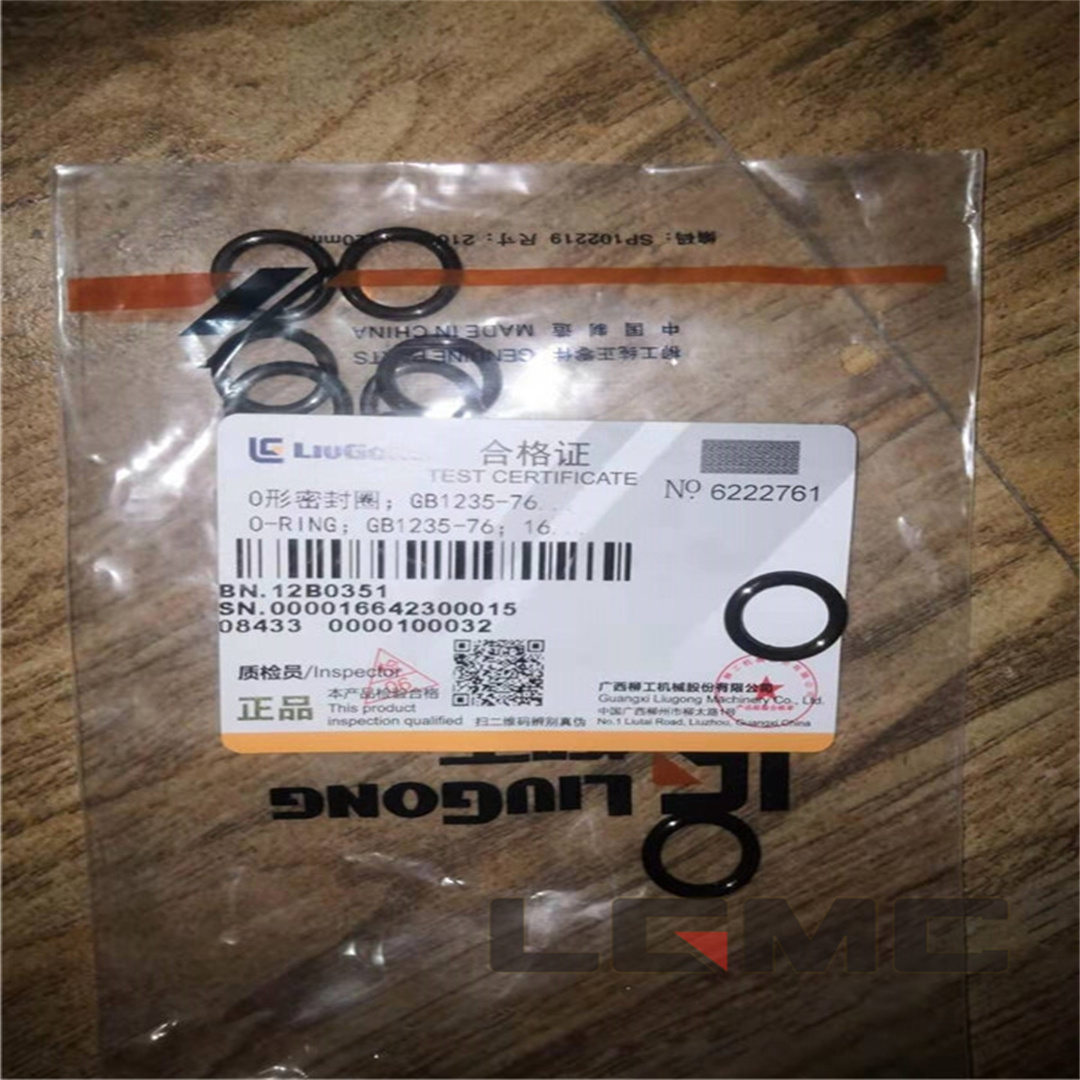 编码：SP102219 尺寸：210
20mm
中 国 制 造 MADE IN CHINA
柳工纯正零件 GENUINE PARTS
LIUGONG 合格证
TEST CERTIFICATE
№ 6222761
O形密封圈；GB1235-76
O-RING；GB1235-76；16
BN.12B0351
SN.000016642300015
08433 0000100032
质检员/Inspector
正品
本产品检验合格
This product
inspection qualified
扫二维码辨别真伪
广西柳工机械股份有限公司
Guangxi Liugong Machinery Co., Ltd.
中国广西柳州市柳太路1号
No.1 Liutai Road, Liuzhou, Guangxi, China
LIUGONG
LGMC